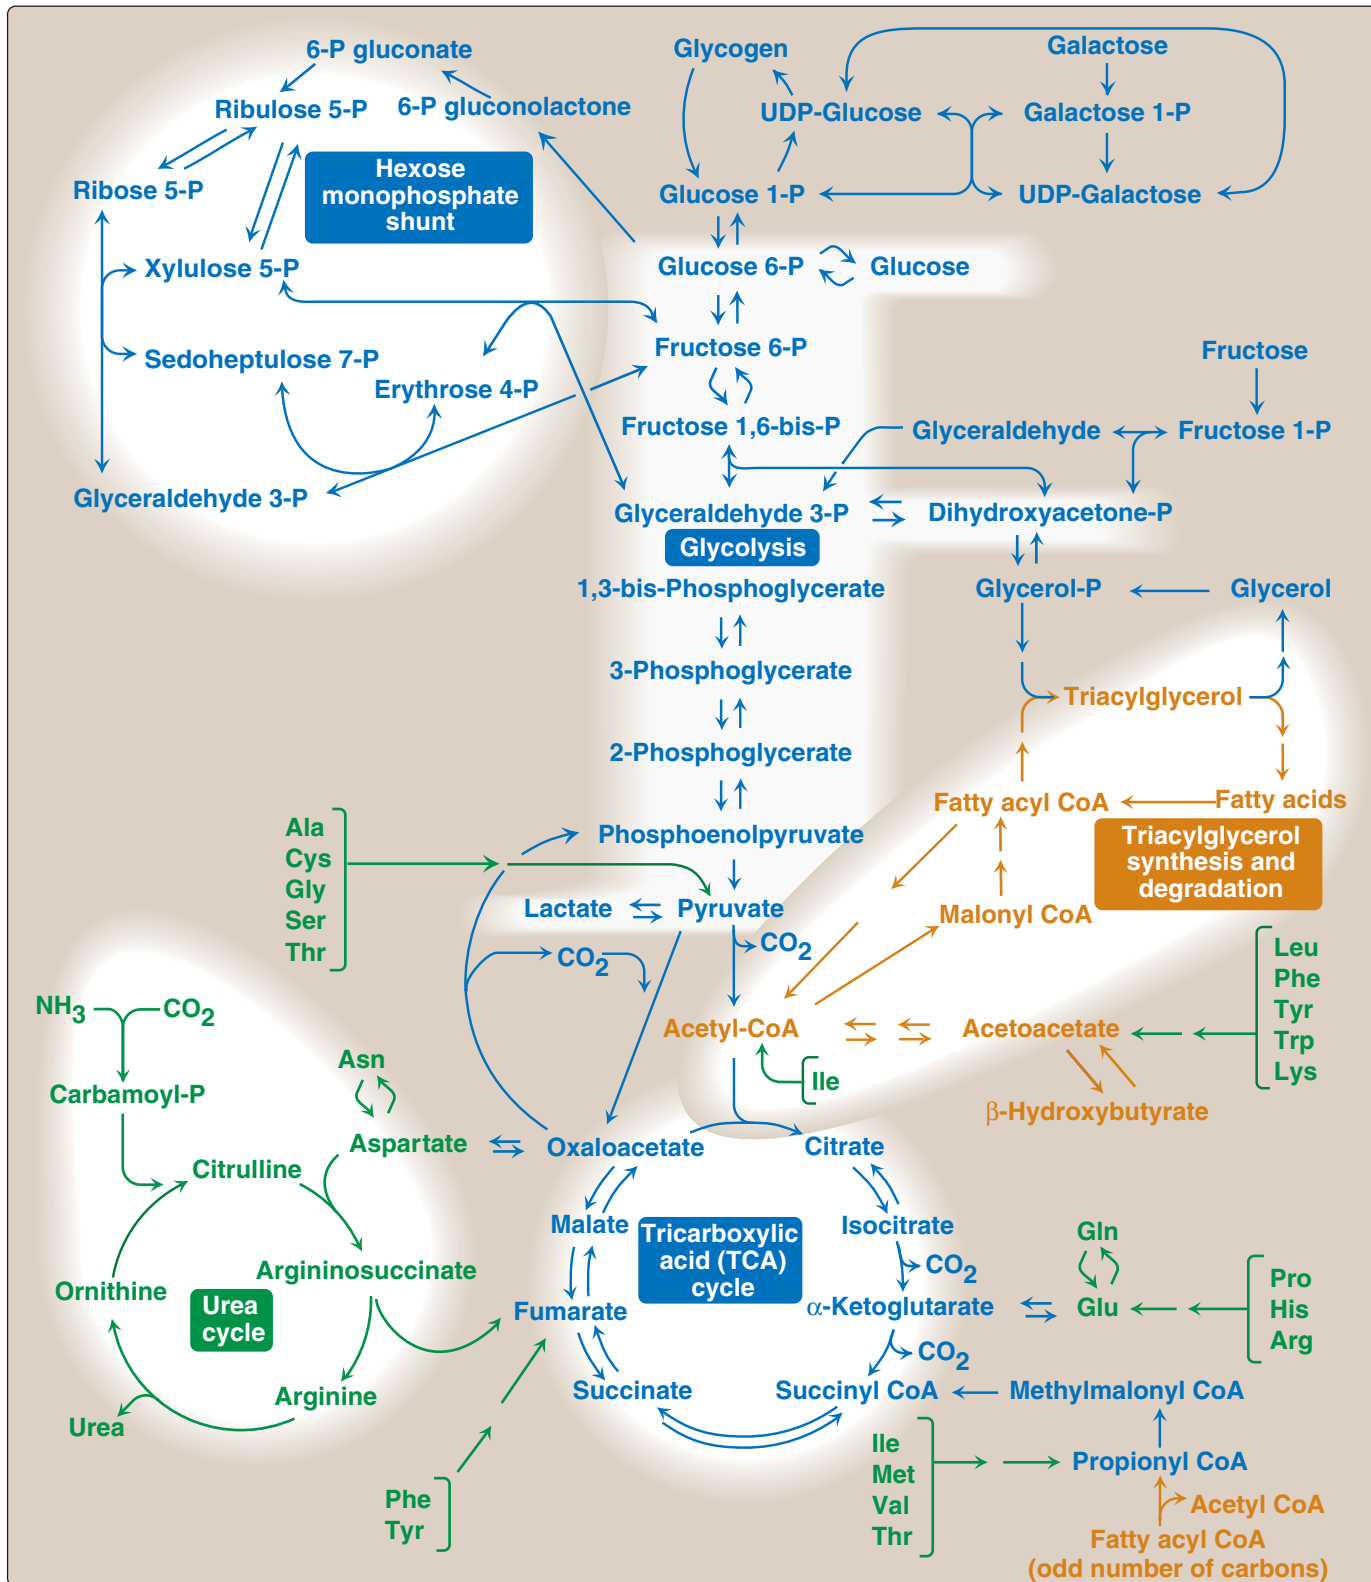 6-P gluconate
Glycogen
Galactose
Ribulose 5-P
6-P gluconolactone
UDP-Glucose
Galactose 1-P
Hexose
monophosphate
shunt
Ribose 5-P
Glucose 1-P
UDP-Galactose
Xylulose 5-P
Glucose 6-P
Glucose
Sedoheptulose 7-P
Fructose 6-P
Fructose
Erythrose 4-P
Fructose 1,6-bis-P
Glyceraldehyde
Fructose 1-P
Glyceraldehyde 3-P
Glyceraldehyde 3-P
Dihydroxyacetone-P
Glycolysis
1,3-bis-Phosphoglycerate
Glycerol-P
Glycerol
3-Phosphoglycerate
Triacylglycerol
2-Phosphoglycerate
Fatty acyl CoA
Fatty acids
Ala
Cys
Gly
Ser
Thr
Phosphoenolpyruvate
Triacylglycerol
synthesis and
degradation
Lactate
Pyruvate
Malonyl CoA
CO2
CO2
Leu
Phe
Tyr
Trp
Lys
NH3
CO2
Acetyl-CoA
Acetoacetate
Asn
Ile
Carbamoyl-P
β-Hydroxybutyrate
Aspartate
Oxaloacetate
Citrate
Citrulline
Malate
Tricarboxylic
acid (TCA)
cycle
Isocitrate
Gln
CO2
Argininosuccinate
Ornithine
Urea
cycle
Fumarate
α-Ketoglutarate
Glu
Pro
His
Arg
CO2
Arginine
Succinate
Succinyl CoA
Methylmalonyl CoA
Urea
Ile
Met
Val
Thr
Propionyl CoA
Phe
Tyr
Acetyl CoA
Fatty acyl CoA
(odd number of carbons)